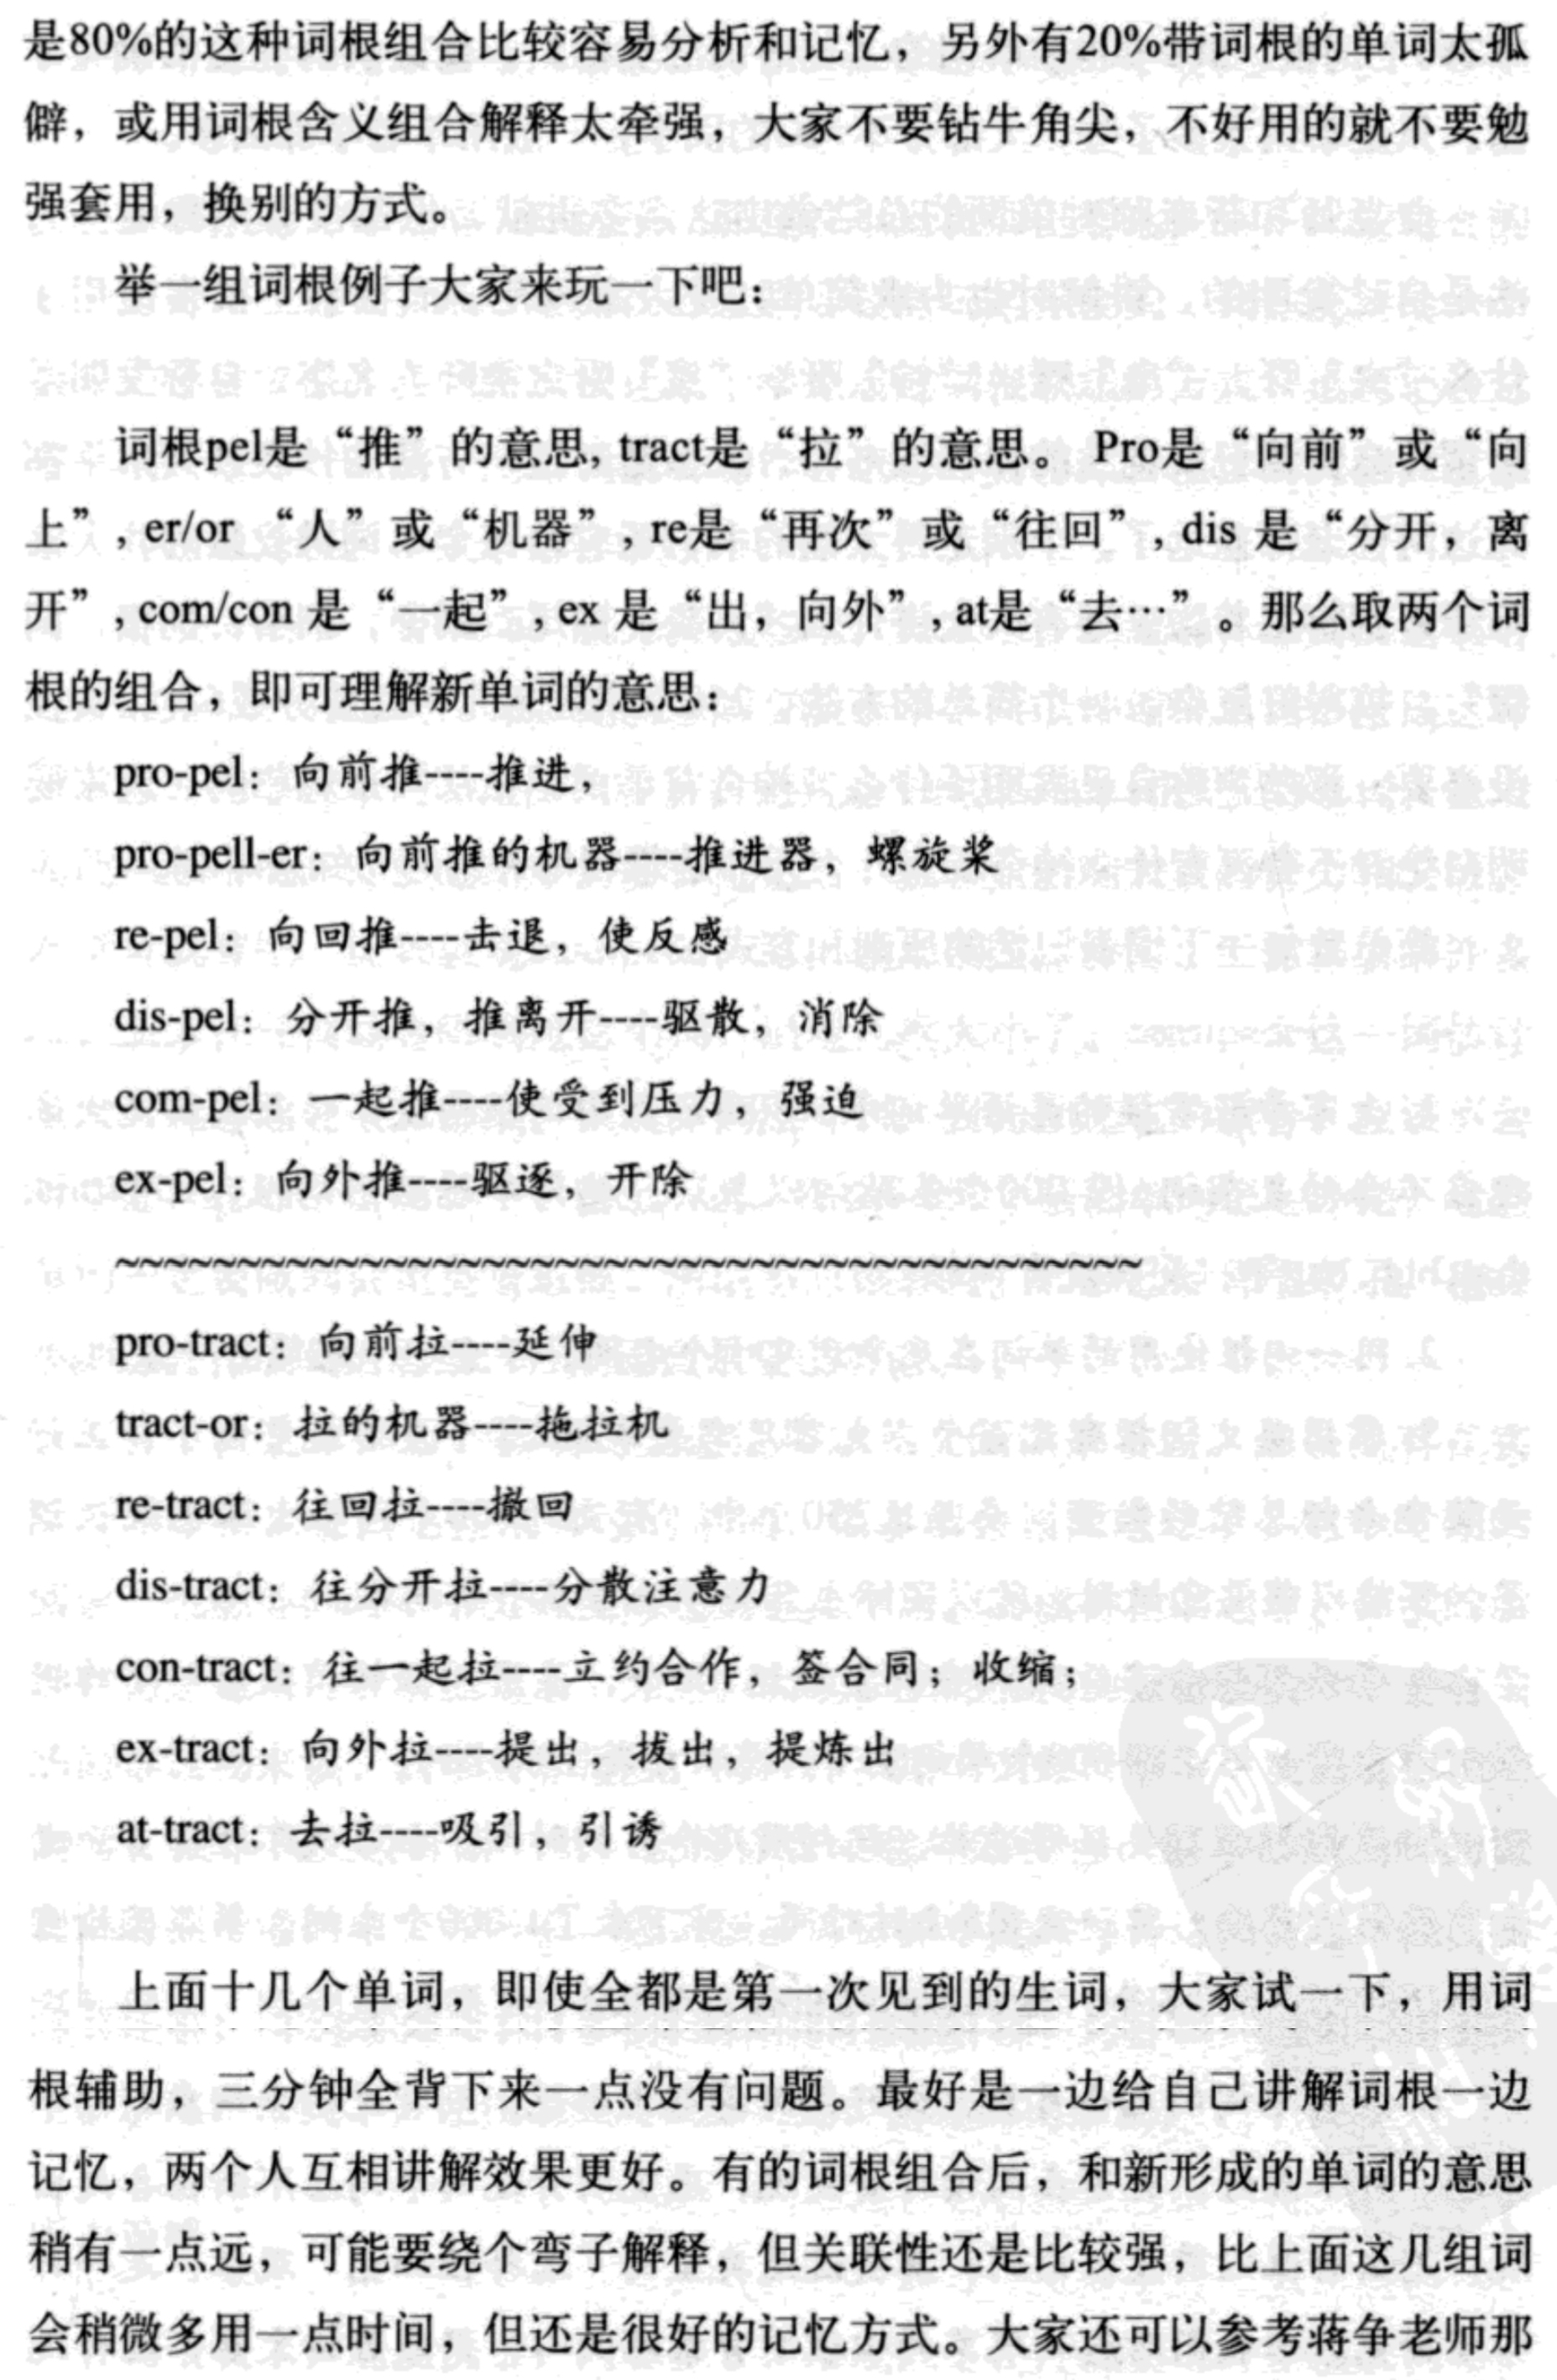 是80%的这种词根组合比较容易分析和记忆，另外有20%带词根的单词太孤
僻，或用词根含义组合解释太牵强，大家不要钻牛角尖，不好用的就不要勉
强套用，换别的方式。
举一组词根例子大家来玩一下吧：
词根pel是“推”的意思, tract是“拉”的意思。 Pro是“向前”或“向
上”, er/or “人”或“机器”, re是“再次”或“往回”, dis 是“分开，离
开”, com/con 是“一起”, ex 是“出，向外”, at是“去…”。那么取两个词
根的组合，即可理解新单词的意思：
pro-pel：向前推----推进，
pro-pell-er：向前推的机器----推进器，螺旋桨
re-pel：向回推----击退，使反感
dis-pel：分开推，推离开----驱散，消除
com-pel：一起推----使受到压力，强迫
ex-pel：向外推----驱逐，开除
~~~~~~~~~~~~~~~~~~~~~~~~~~~~~~~~~~~~~~~~~~
pro-tract：向前拉----延伸
tract-or：拉的机器----拖拉机
re-tract：往回拉----撤回
dis-tract：往分开拉----分散注意力
con-tract：往一起拉----立约合作，签合同；收缩；
ex-tract：向外拉----提出，拔出，提炼出
at-tract：去拉----吸引，引诱
上面十几个单词，即使全都是第一次见到的生词，大家试一下，用词
根辅助，三分钟全背下来一点没有问题。最好是一边给自己讲解词根一边
记忆，两个人互相讲解效果更好。有的词根组合后，和新形成的单词的意思
稍有一点远，可能要绕个弯子解释，但关联性还是比较强，比上面这几组词
会稍微多用一点时间，但还是很好的记忆方式。大家还可以参考蒋争老师那